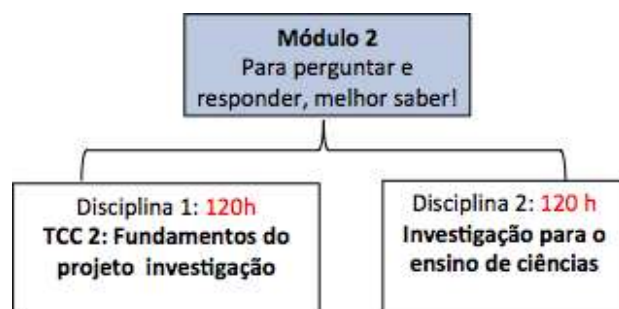 Módulo 2
Para perguntar e
responder, melhor saber!
Disciplina 1: 120h
TCC 2: Fundamentos do
projeto investigação
Disciplina 2: 120 h
Investigação para o
ensino de ciências